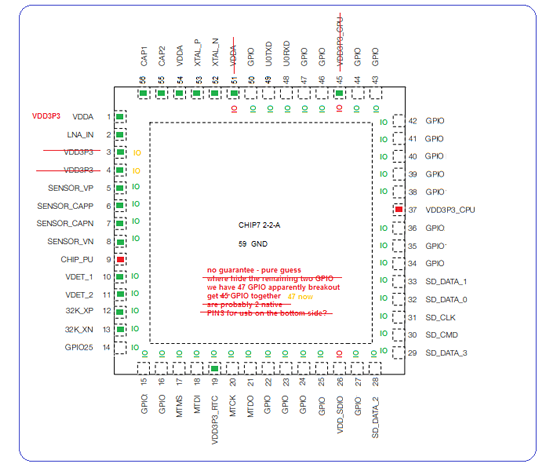 CAP1
CAP2
VDDA
XTAL_P
XTAL_N
VDDA
GPIO
U0TXD
U0RXD
GPIO
GPIO
VDD3P3_CPU
GPIO
GPIO
56 55 54 53 52 51 50 49 48 47 46 45 44 43
IO IO IO IO IO IO IO IO IO
VDD3P3 VDDA 1
LNA_IN 2
VDD3P3 3 IO
VDD3P3 4 IO
SENSOR_VP 5 IO
SENSOR_CAPP 6 IO
SENSOR_CAPN 7 IO
SENSOR_VN 8 IO
CHIP_PU 9
VDET_1 10 IO
VDET_2 11 IO
32K_XP 12 IO
32K_XN 13 IO
GPIO25 14 IO
CHIP7 2-2-A
59 GND
no guarantee - pure guess
where hide the remaining two GPIO
we have 47 GPIO apparently breakout
get 45 GPIO together 47 now
are probably 2 native
PINS for usb on the bottom side?
IO 42 GPIO
IO 41 GPIO
IO 40 GPIO
IO 39 GPIO
IO 38 GPIO
37 VDD3P3_CPU
IO 36 GPIO
IO 35 GPIO
IO 34 GPIO
IO 33 SD_DATA_1
IO 32 SD_DATA_0
IO 31 SD_CLK
IO 30 SD_CMD
IO 29 SD_DATA_3
IO IO IO IO IO IO IO IO IO IO IO IO IO
15 16 17 18 19 20 21 22 23 24 25 26 27 28
GPIO
GPIO
MTMS
MTDI
VDD3P3_RTC
MTCK
MTDO
GPIO
GPIO
GPIO
GPIO
VDD_SDIO
GPIO
SD_DATA_2